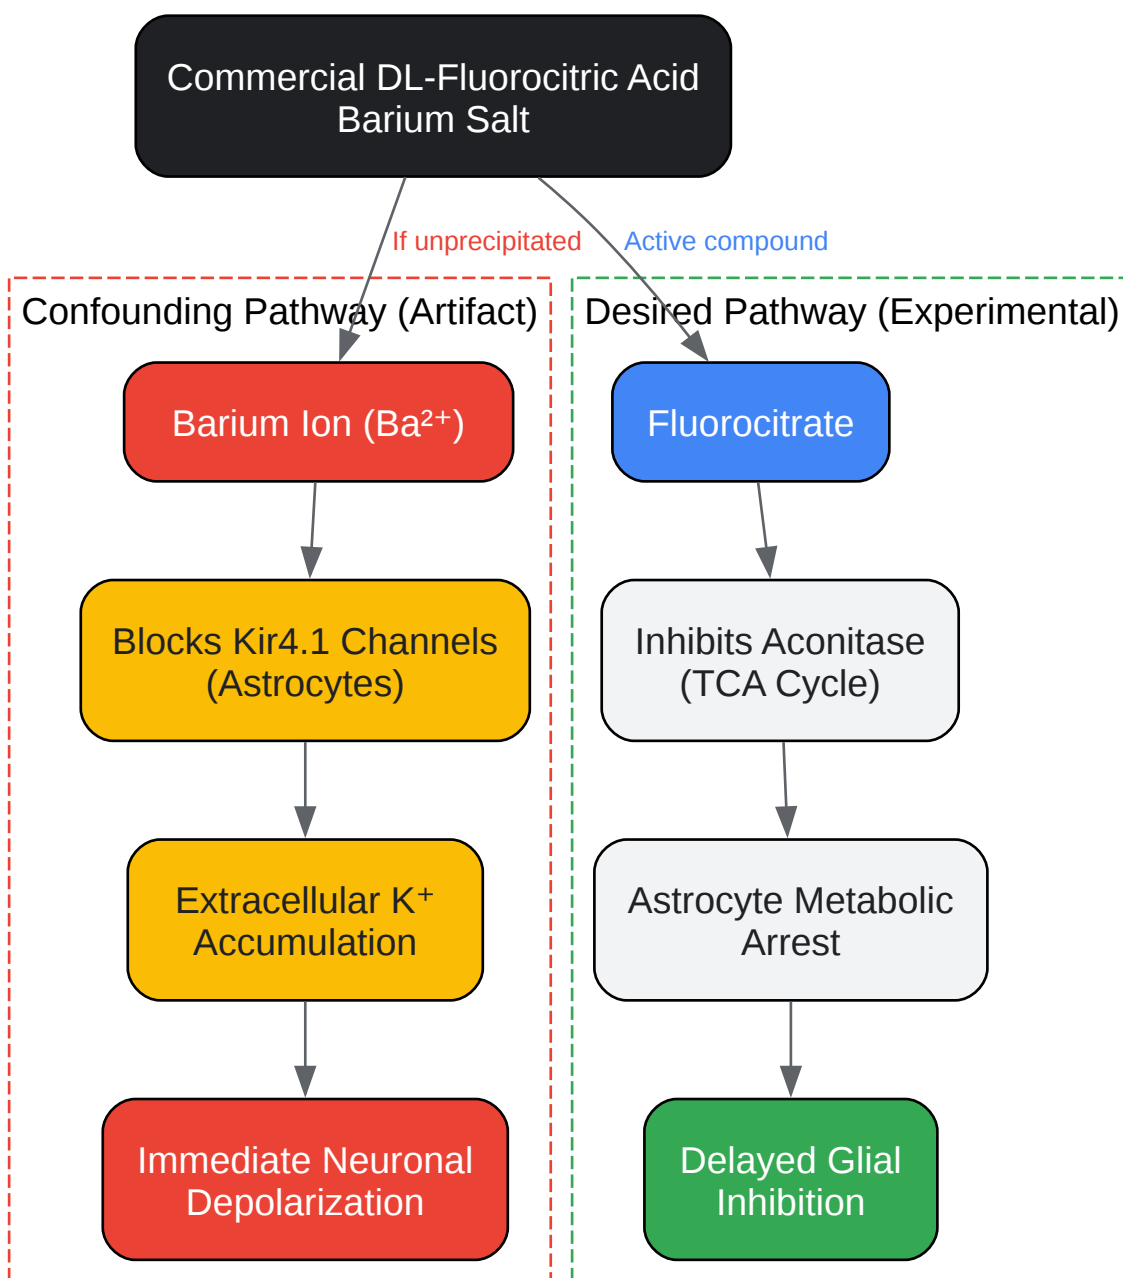 Commercial DL-Fluorocitric Acid
Barium Salt
If unprecipitated
Active compound
Confounding Pathway (Artifact)
Barium Ion (Ba²⁺)
Blocks Kir4.1 Channels
(Astrocytes)
Extracellular K⁺
Accumulation
Immediate Neuronal
Depolarization
Desired Pathway (Experimental)
Fluorocitrate
Inhibits Aconitase
(TCA Cycle)
Astrocyte Metabolic
Arrest
Delayed Glial
Inhibition